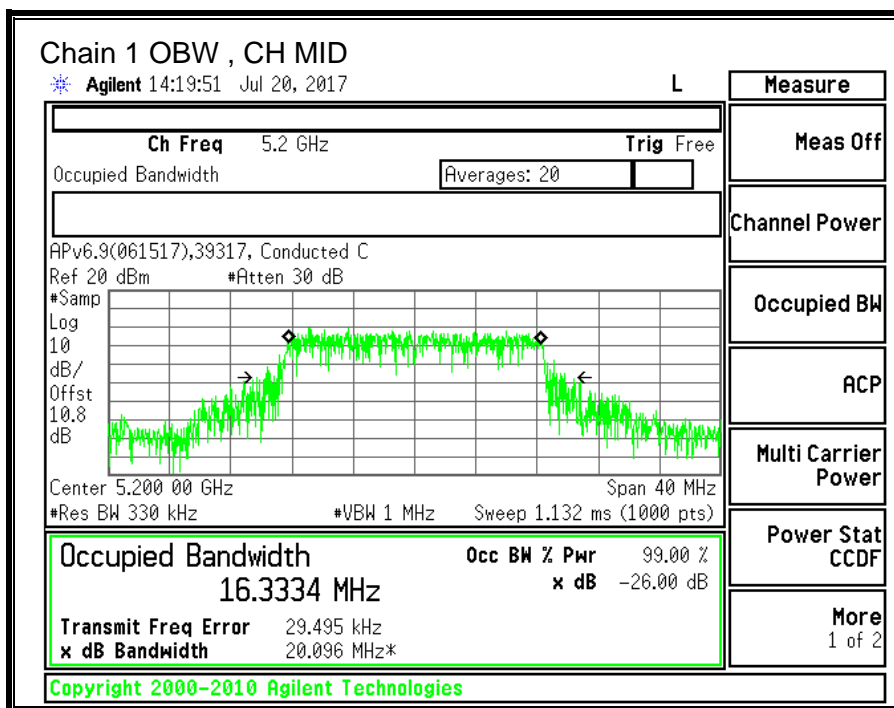 Chain 1 OBW , CH MID
Agilent 14:19:51 Jul 20, 2017 L
Measure
Ch Freq 5.2 GHz Trig Free
Meas Off
Occupied Bandwidth Averages: 20
Channel Power
APv6.9(061517),39317, Conducted C
Ref 20 dBm #Atten 30 dB
#Samp
Log
10
dB/
Offst
10.8
dB
Occupied BW
ACP
Multi Carrier
Power
Center 5.200 00 GHz Span 40 MHz
#Res BW 330 kHz #VBW 1 MHz Sweep 1.132 ms (1000 pts)
Power Stat
CCDF
Occupied Bandwidth Occ BW % Pwr 99.00 %
16.3334 MHz x dB -26.00 dB
Transmit Freq Error 29.495 kHz
x dB Bandwidth 20.096 MHz*
More
1 of 2
Copyright 2000-2010 Agilent Technologies